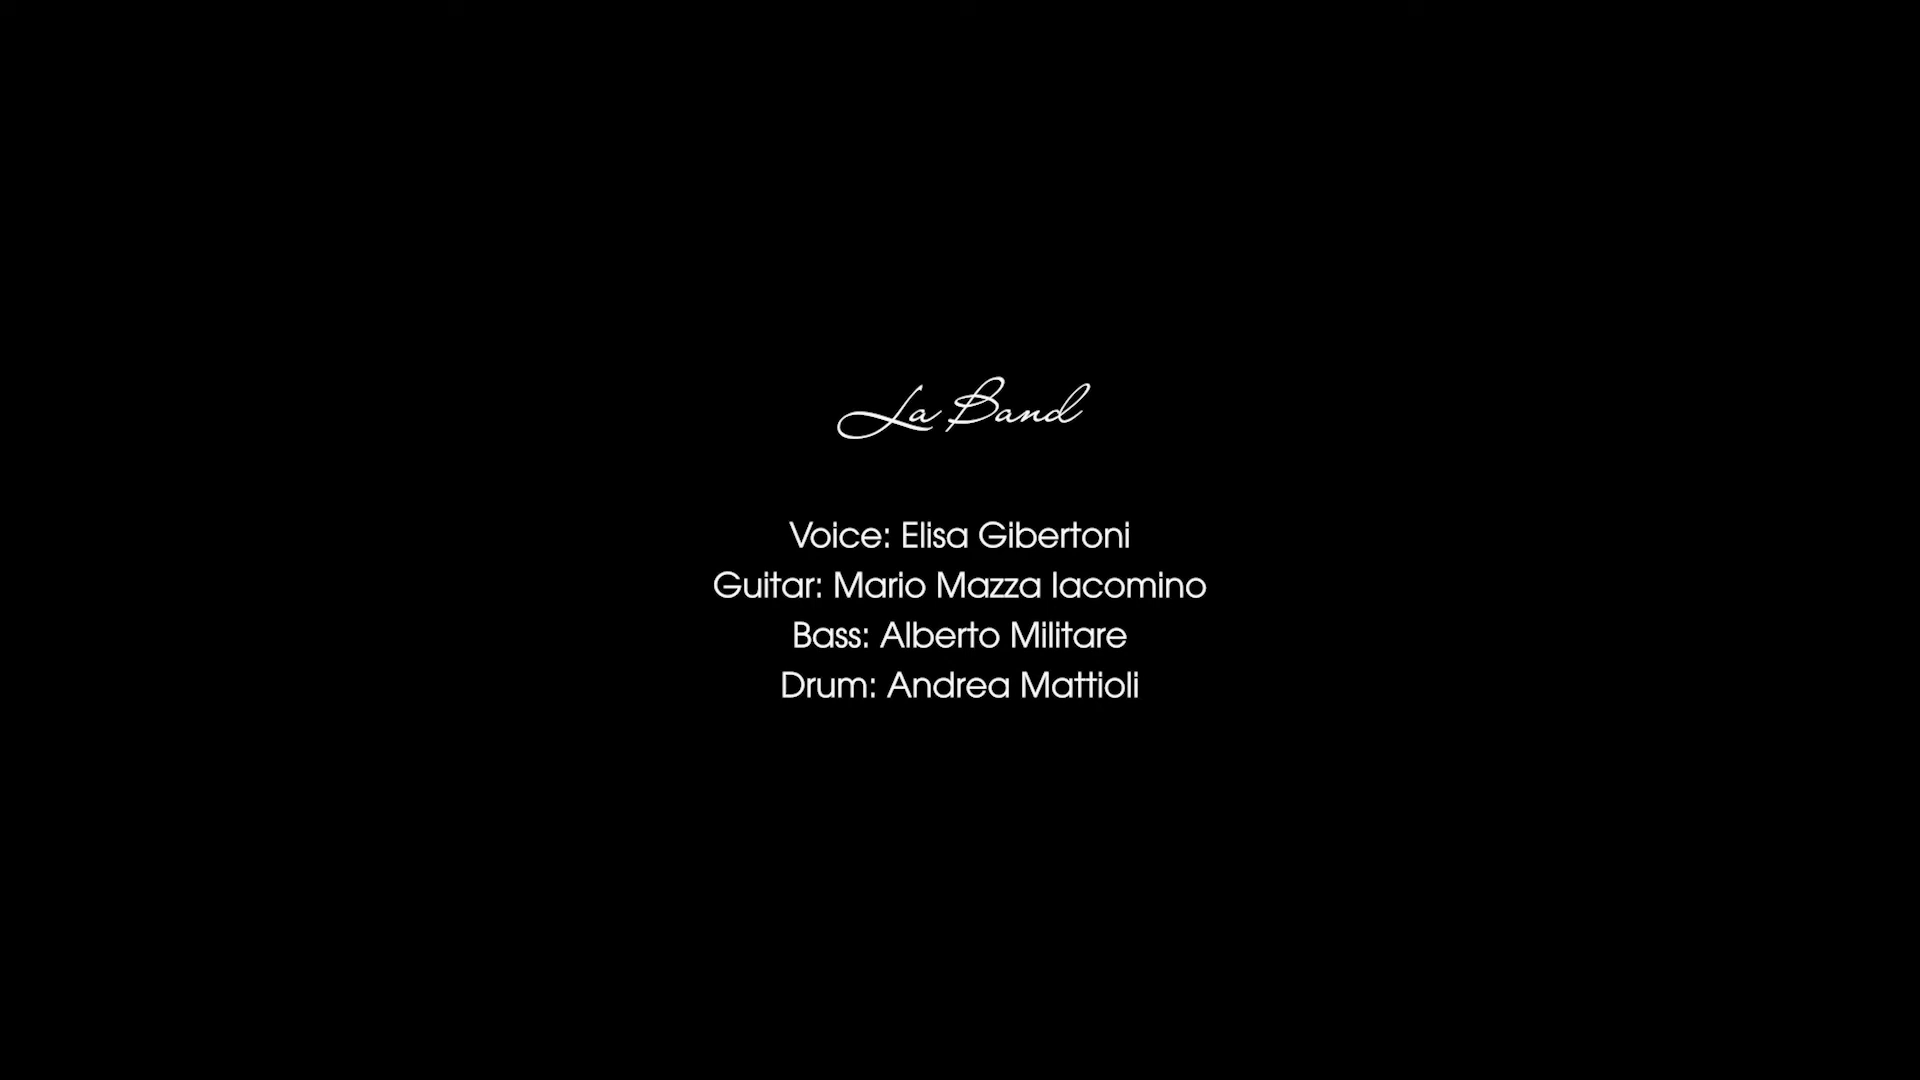 La Band
Voice: Elisa Gibertoni
Guitar: Mario Mazza Iacomino
Bass: Alberto Militare
Drum: Andrea Mattioli